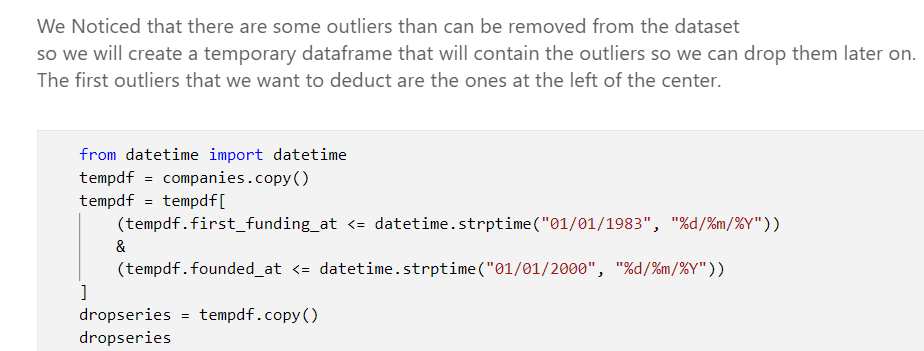 We Noticed that there are some outliers than can be removed from the dataset
so we will create a temporary dataframe that will contain the outliers so we can drop them later on.
The first outliers that we want to deduct are the ones at the left of the center.
from datetime import datetime
tempdf = companies.copy()
tempdf = tempdf[
    (tempdf.first_funding_at <= datetime.strptime("01/01/1983", "%d/%m/%Y"))
    &
    (tempdf.founded_at <= datetime.strptime("01/01/2000", "%d/%m/%Y"))
]
dropseries = tempdf.copy()
dropseries